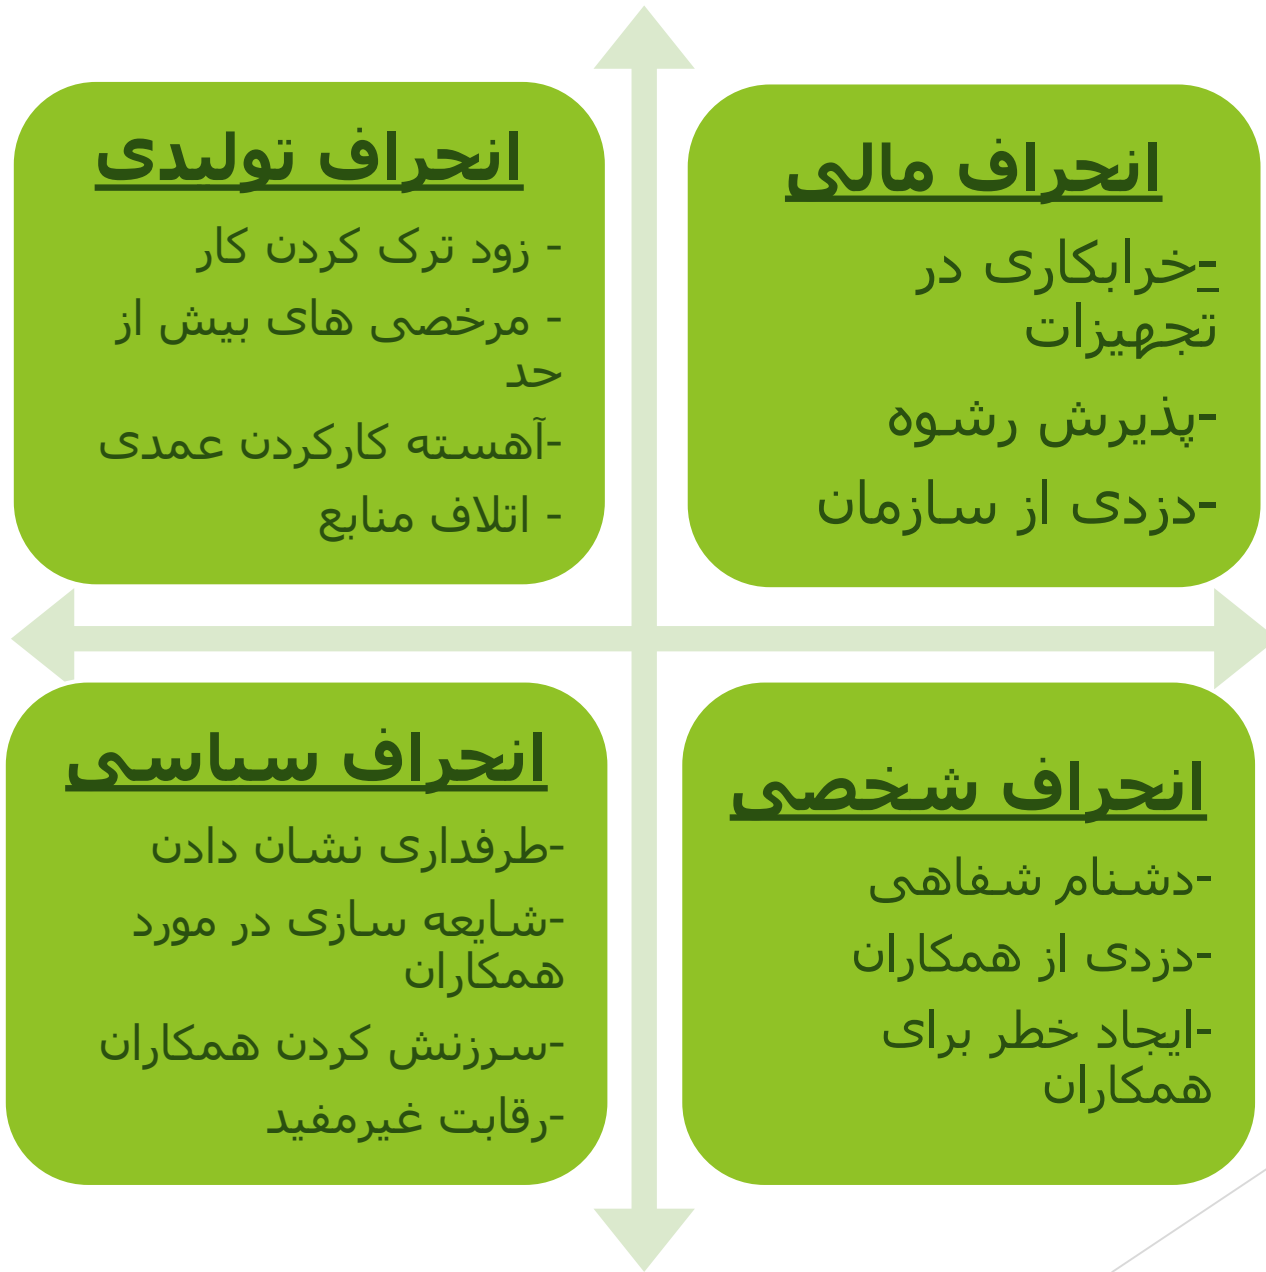 انحراف مالی
-خرابکاری در
تجهیزات
-پذیرش رشوه
-دزدی از سازمان
انحراف تولیدی
- زود ترک کردن کار
- مرخصی های بیش از
حد
-آهسته کارکردن عمدی
- اتلاف منابع
انحراف شخصی
-دشنام شفاهی
-دزدی از همکاران
-ایجاد خطر برای
همکاران
انحراف سیاسی
-طرفداری نشان دادن
-شایعه سازی در مورد
همکاران
-سرزنش کردن همکاران
-رقابت غیرمفید